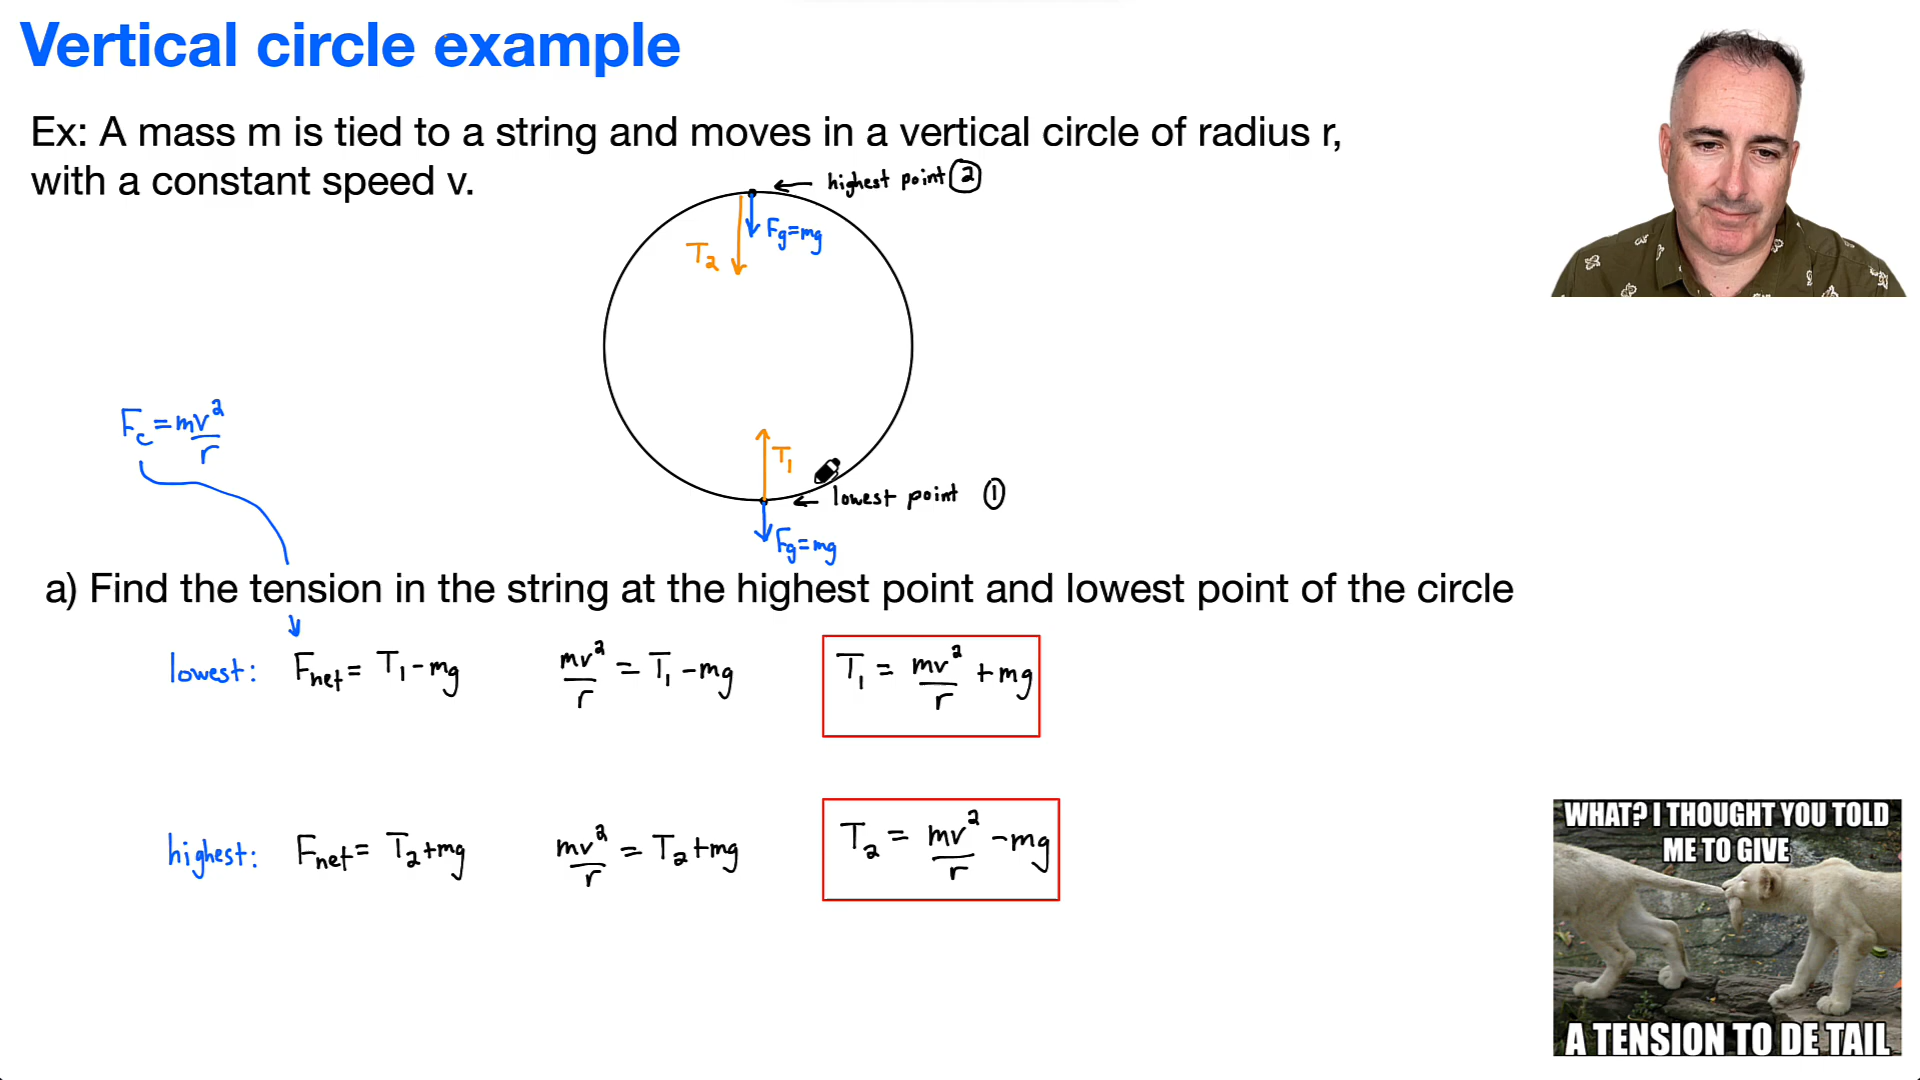 Vertical circle example
Ex: A mass m is tied to a string and moves in a vertical circle of radius r,
with a constant speed v.
← highest point ②
Fg=mg
T₂
Fc = mv²/r
T₁
← lowest point ①
Fg=mg
a) Find the tension in the string at the highest point and lowest point of the circle
lowest: Fnet = T₁ - mg mv²/r = T₁ - mg T₁ = mv²/r + mg
highest: Fnet = T₂ + mg mv²/r = T₂ + mg T₂ = mv²/r - mg
WHAT? I THOUGHT YOU TOLD
ME TO GIVE
A TENSION TO DE TAIL